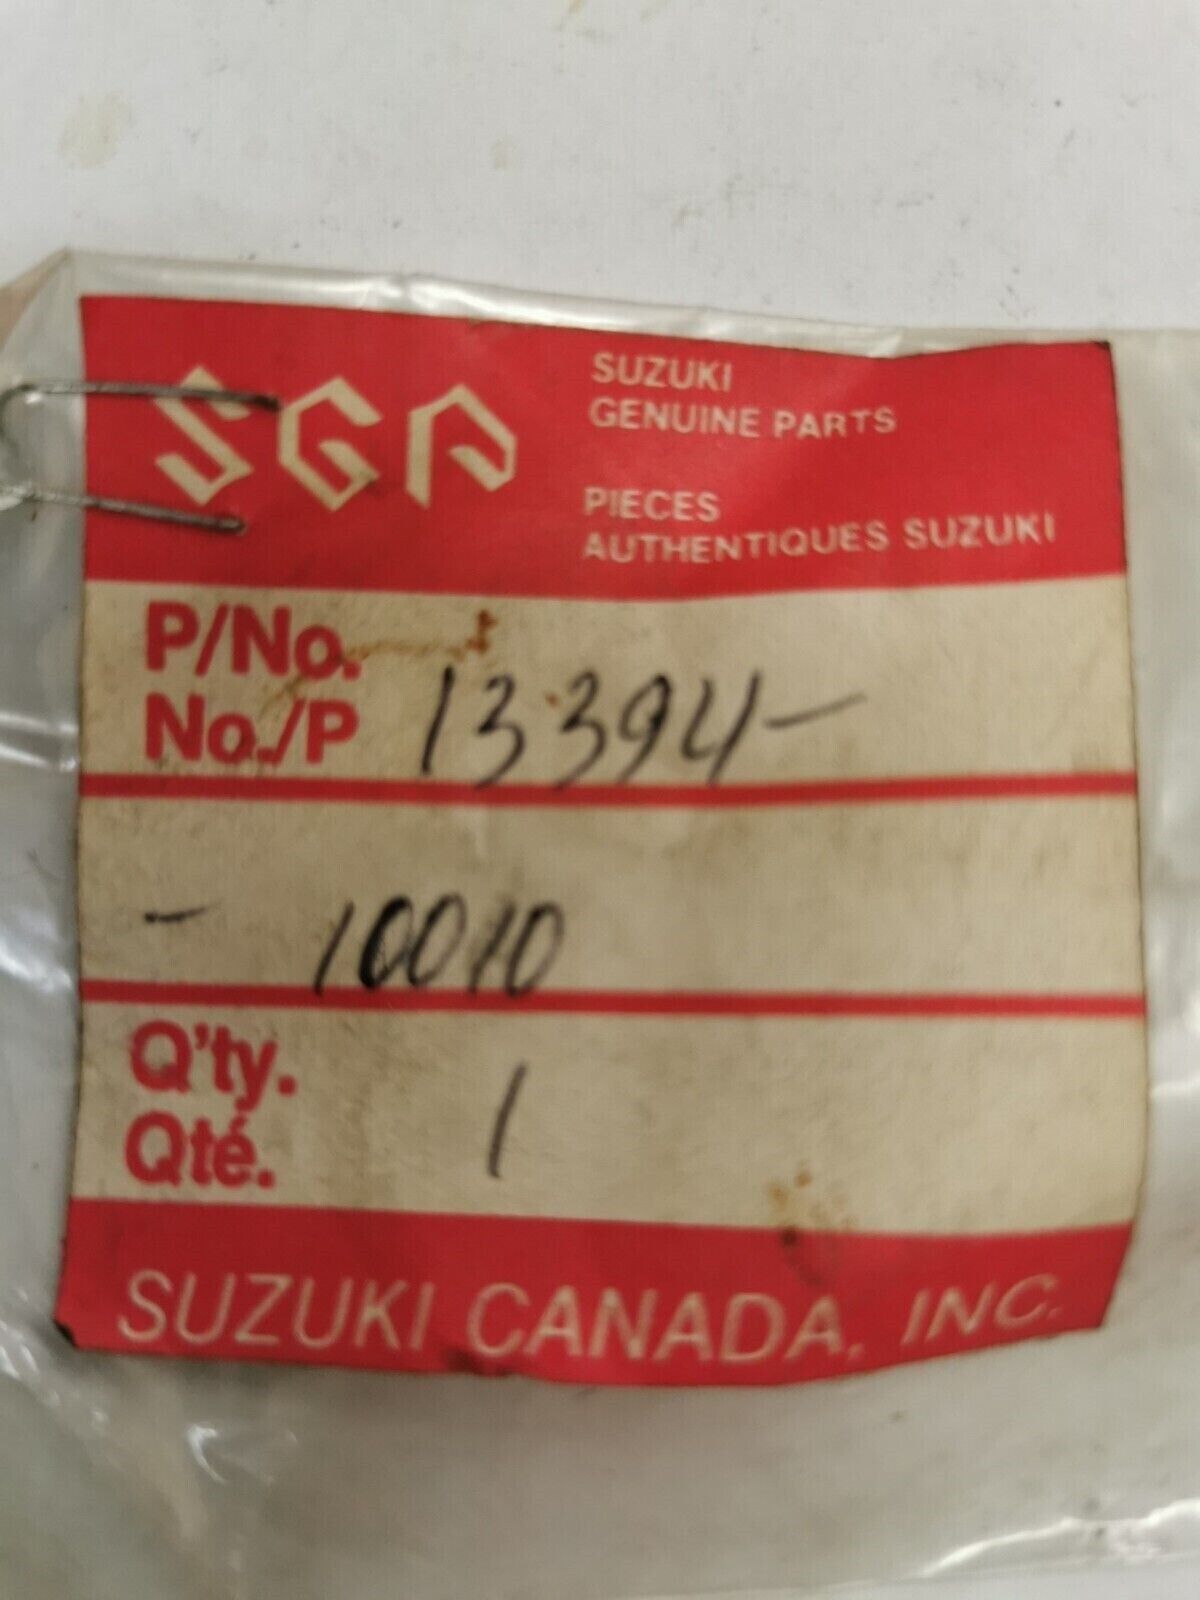 SGP
SUZUKI
GENUINE PARTS
PIECES
AUTHENTIQUES SUZUKI
P/No.
No./P 13394-
- 10010
Q'ty.
Qté. 1
SUZUKI CANADA, INC.